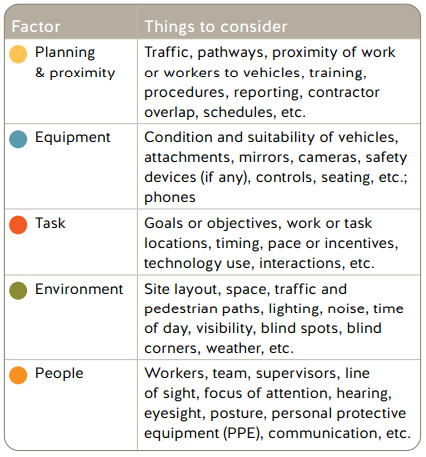 Factor Things to consider
Planning Traffic, pathways, proximity of work
& proximity or workers to vehicles, training,
procedures, reporting, contractor
overlap, schedules, etc.
Equipment Condition and suitability of vehicles,
attachments, mirrors, cameras, safety
devices (if any), controls, seating, etc.;
phones
Task Goals or objectives, work or task
locations, timing, pace or incentives,
technology use, interactions, etc.
Environment Site layout, space, traffic and
pedestrian paths, lighting, noise, time
of day, visibility, blind spots, blind
corners, weather, etc.
People Workers, team, supervisors, line
of sight, focus of attention, hearing,
eyesight, posture, personal protective
equipment (PPE), communication, etc.